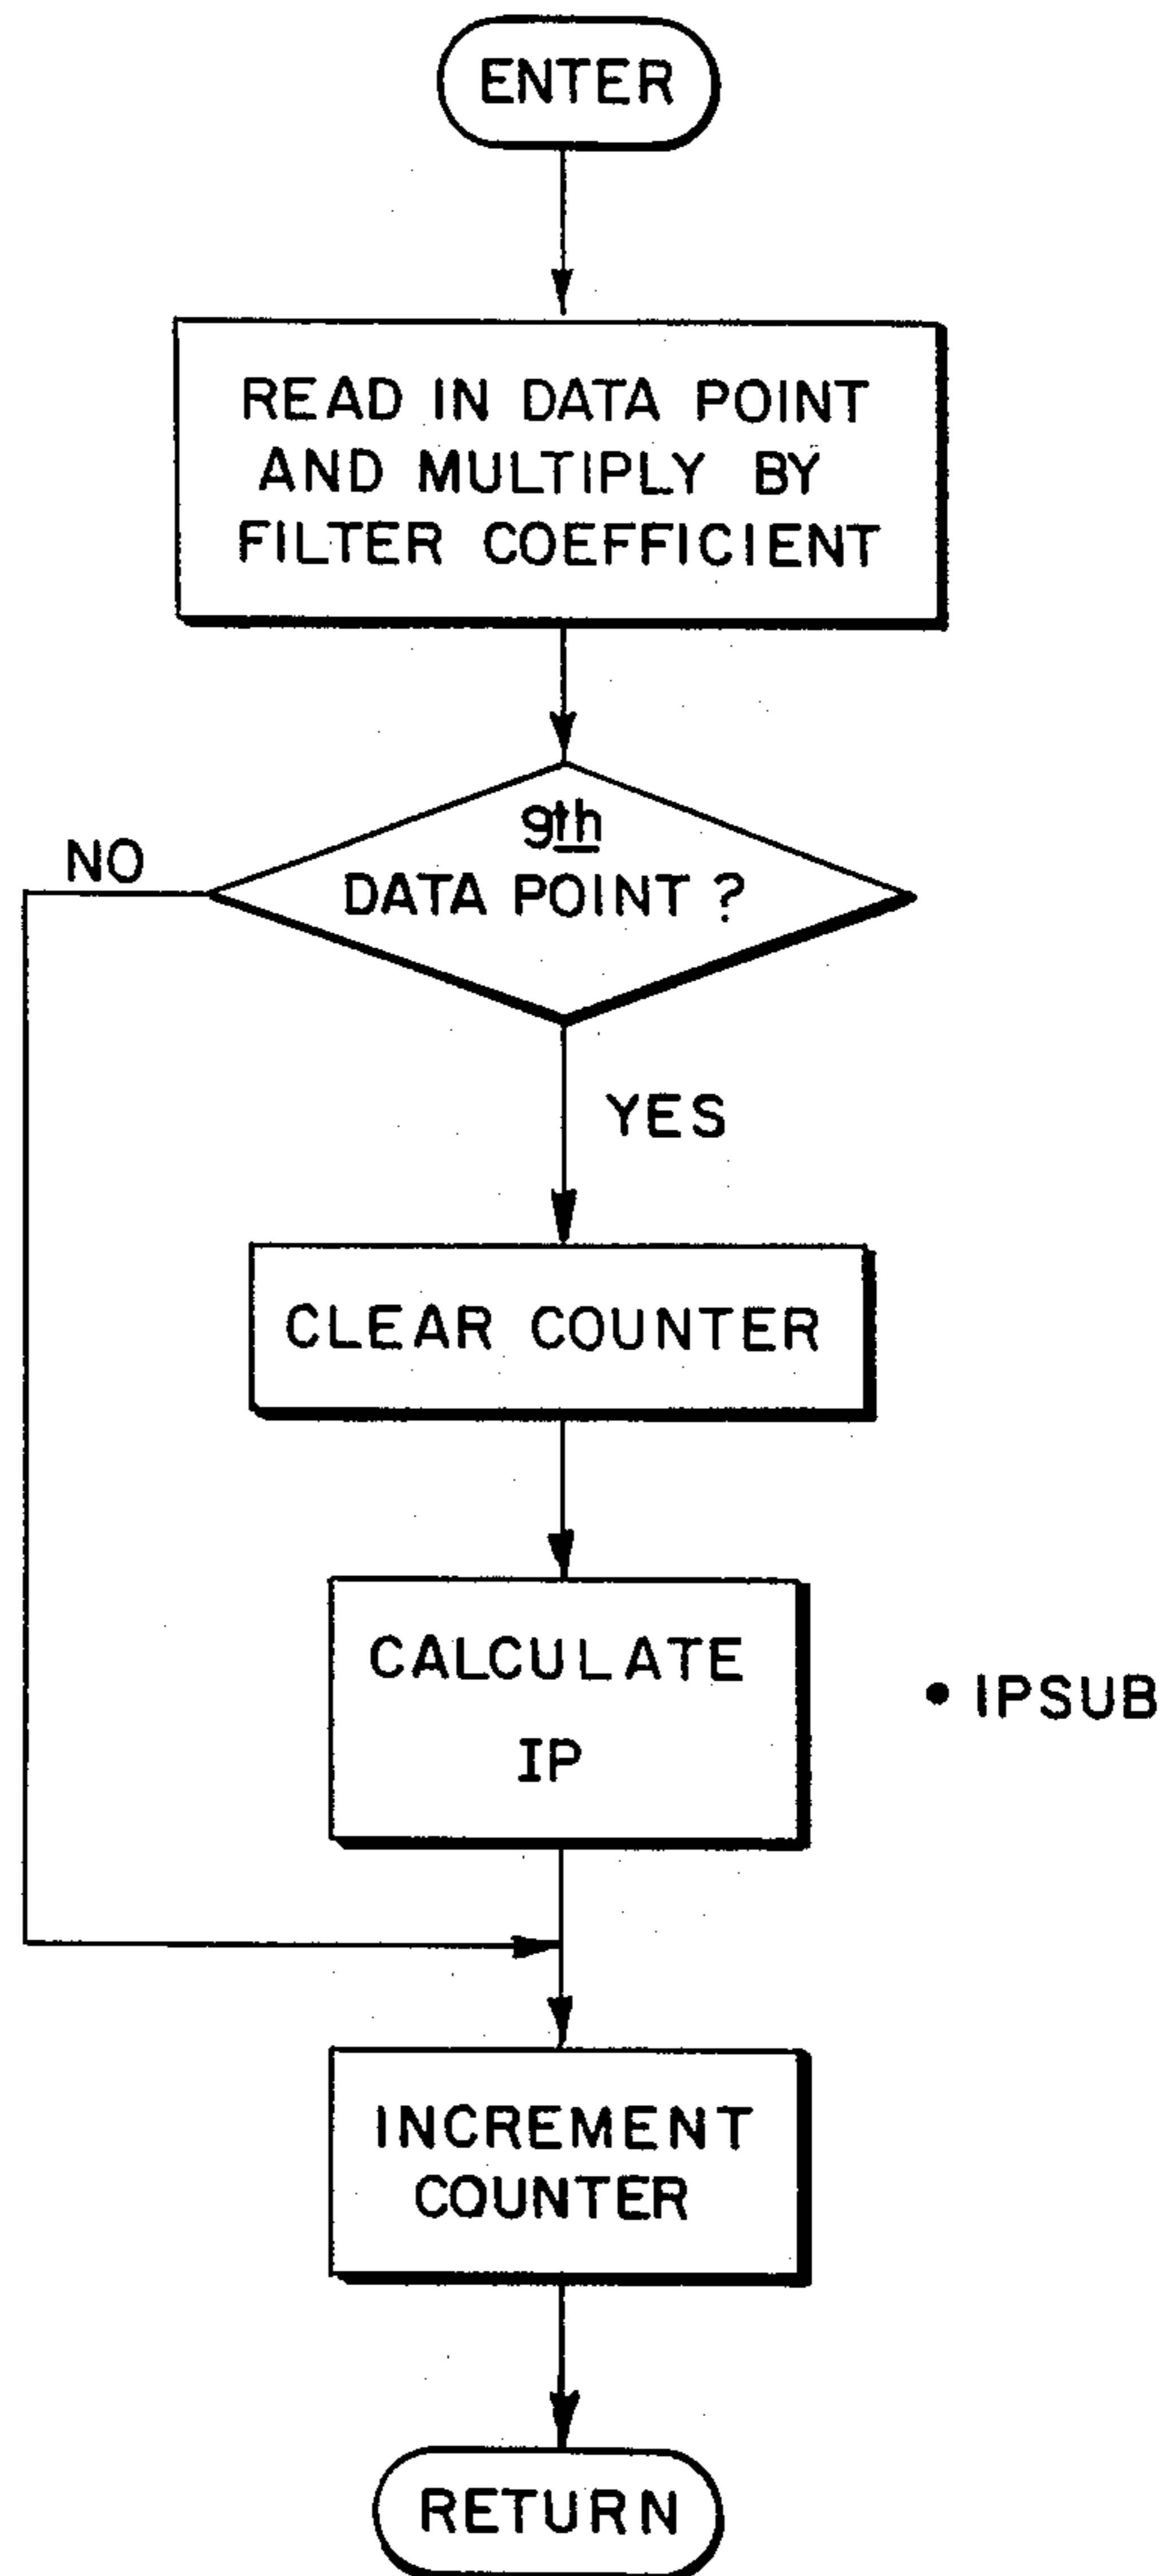 ENTER
READ IN DATA POINT
AND MULTIPLY BY
FILTER COEFFICIENT
9th
DATA POINT ?
NO
YES
CLEAR COUNTER
CALCULATE
IP
• IPSUB
INCREMENT
COUNTER
RETURN